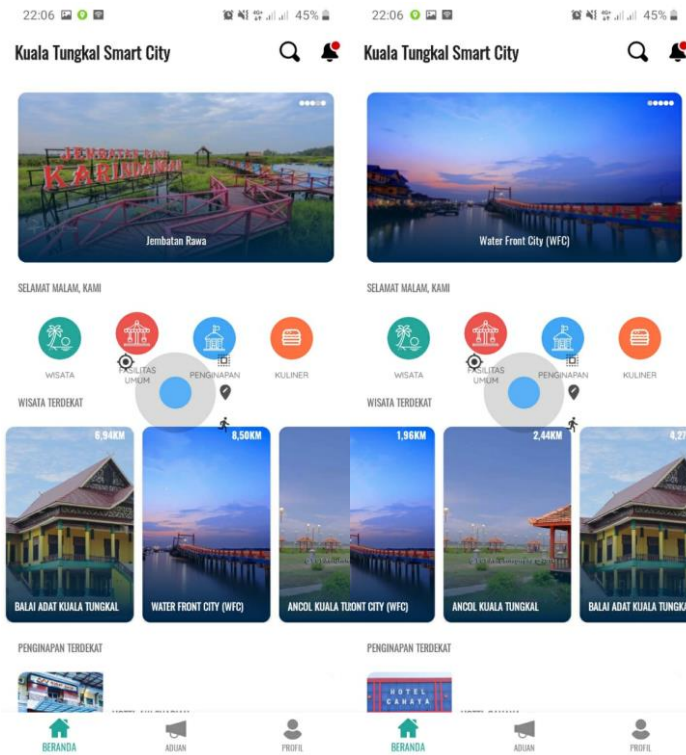 22:06
45%
Kuala Tungkal Smart City
KARINDANGAN
Jembatan Rawa
SELAMAT MALAM, KAMI
WISATA
FASILITAS
UMUM
PENGINAPAN
KULINER
WISATA TERDEKAT
6,94KM
8,50KM
BALAI ADAT KUALA TUNGKAL
WATER FRONT CITY (WFC)
ANCOL KUALA TU
PENGINAPAN TERDEKAT
BERANDA
ADUAN
PROFIL
22:06
45%
Kuala Tungkal Smart City
Water Front City (WFC)
SELAMAT MALAM, KAMI
WISATA
FASILITAS
UMUM
PENGINAPAN
KULINER
WISATA TERDEKAT
1,96KM
2,44KM
4,27
ONT CITY (WFC)
ANCOL KUALA TUNGKAL
BALAI ADAT KUALA TUNGKA
PENGINAPAN TERDEKAT
HOTEL
CAHAYA
BERANDA
ADUAN
PROFIL